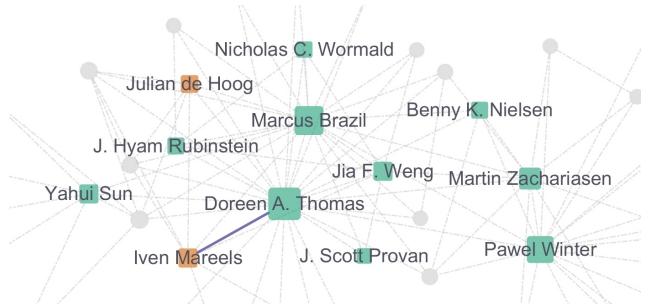 Nicholas C. Wormald
Julian de Hoog
Benny K. Nielsen
Marcus Brazil
J. Hyam Rubinstein
Jia F. Weng
Martin Zachariasen
Yahui Sun
Doreen A. Thomas
Pawel Winter
Iven Mareels
J. Scott Provan